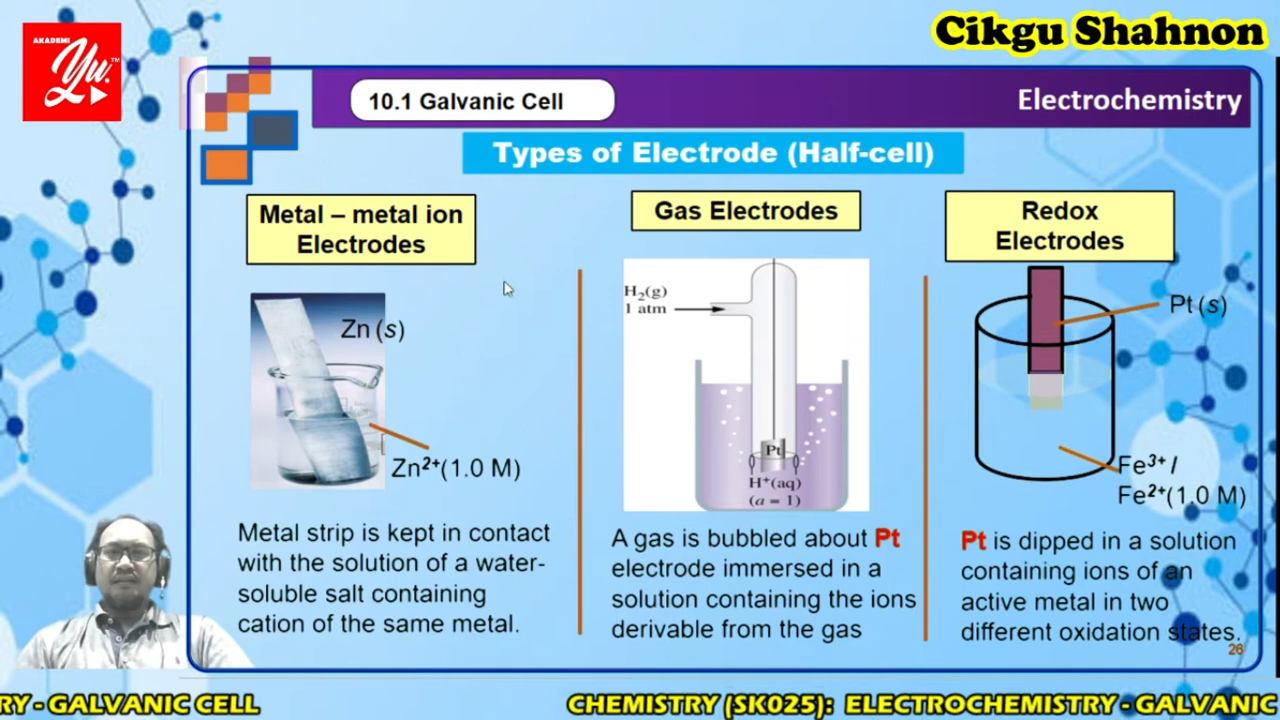 Cikgu Shahnon
AKADEMI
Yu.
TM
10.1 Galvanic Cell
Electrochemistry
Types of Electrode (Half-cell)
Metal – metal ion
Electrodes
Zn (s)
Zn²⁺(1.0 M)
Metal strip is kept in contact
with the solution of a water-
soluble salt containing
cation of the same metal.
Gas Electrodes
H₂(g)
1 atm
Pt
H⁺(aq)
(a = 1)
A gas is bubbled about Pt
electrode immersed in a
solution containing the ions
derivable from the gas
Redox
Electrodes
Pt (s)
Fe³⁺ /
Fe²⁺(1.0 M)
Pt is dipped in a solution
containing ions of an
active metal in two
different oxidation states.
26
RY - GALVANIC CELL
CHEMISTRY (SK025): ELECTROCHEMISTRY - GALVANIC